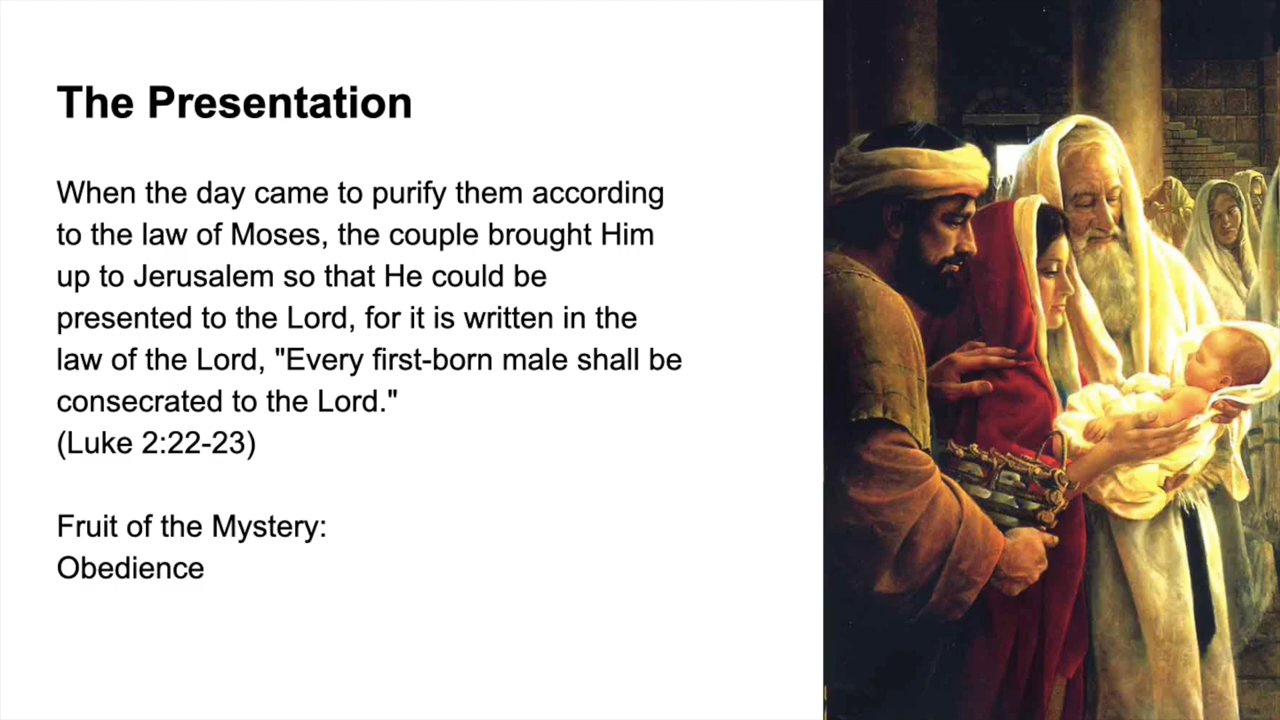 The Presentation
When the day came to purify them according
to the law of Moses, the couple brought Him
up to Jerusalem so that He could be
presented to the Lord, for it is written in the
law of the Lord, "Every first-born male shall be
consecrated to the Lord."
(Luke 2:22-23)
Fruit of the Mystery:
Obedience